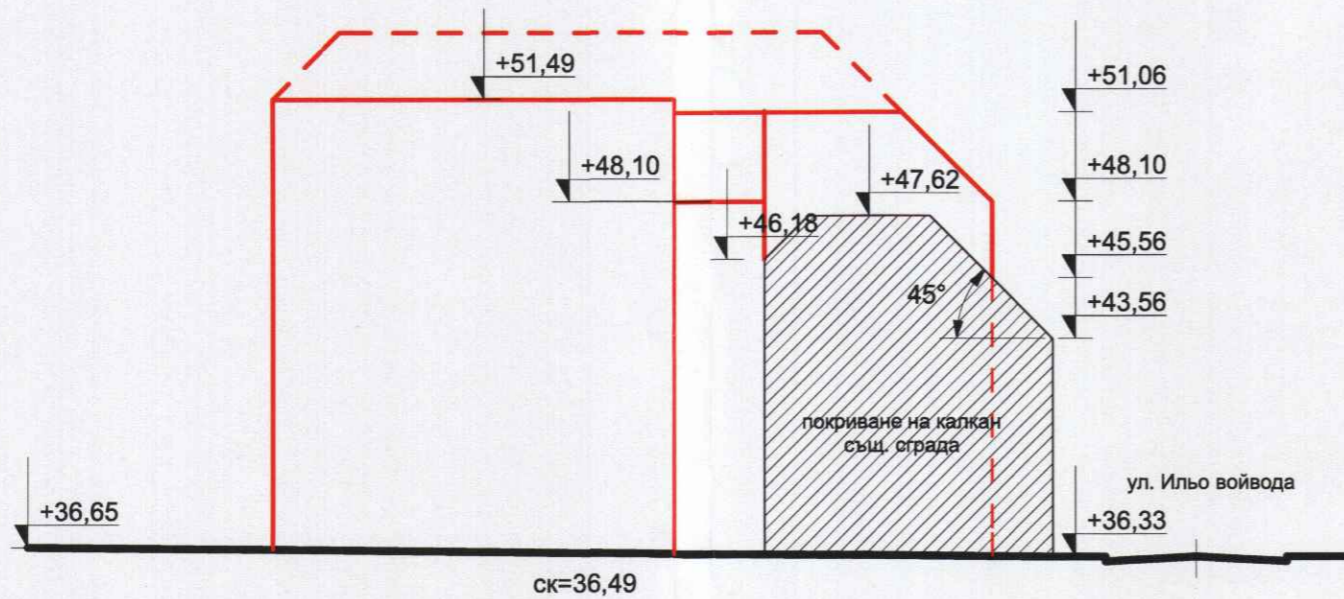 +51,49
+51,06
+48,10
+48,10
+47,62
+46,18
+45,56
45°
+43,56
покриване на калкан
същ. сграда
ул. Ильо войвода
+36,65
+36,33
ск=36,49